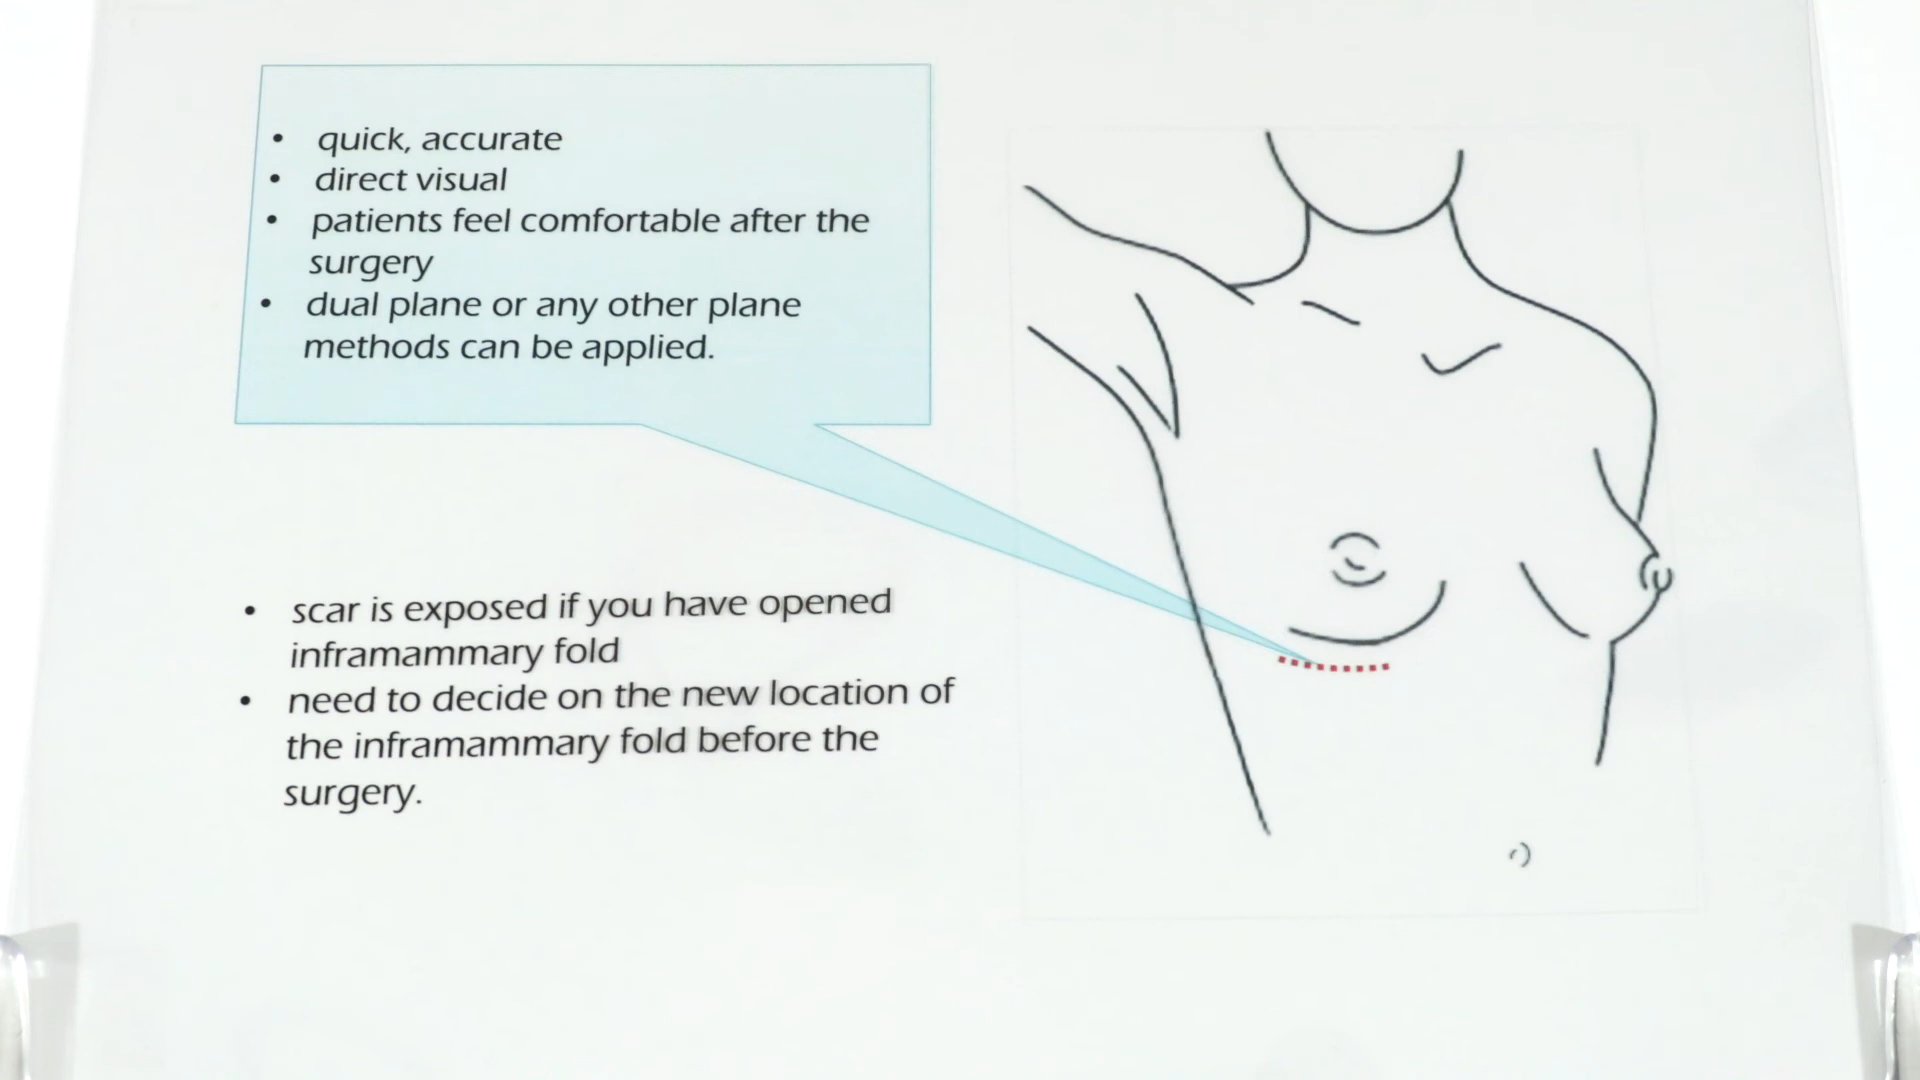 • quick, accurate
• direct visual
• patients feel comfortable after the
surgery
• dual plane or any other plane
methods can be applied.
• scar is exposed if you have opened
inframammary fold
• need to decide on the new location of
the inframammary fold before the
surgery.